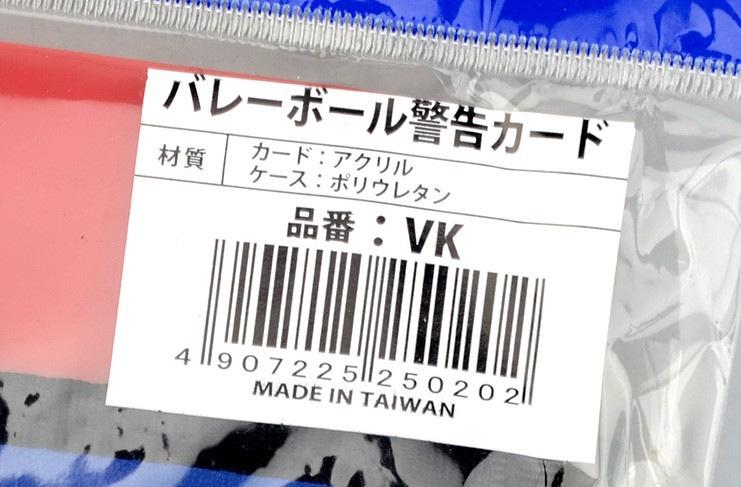 バレーボール警告カード
材質
カード：アクリル
ケース：ポリウレタン
品番：VK
4 907225 250202
MADE IN TAIWAN